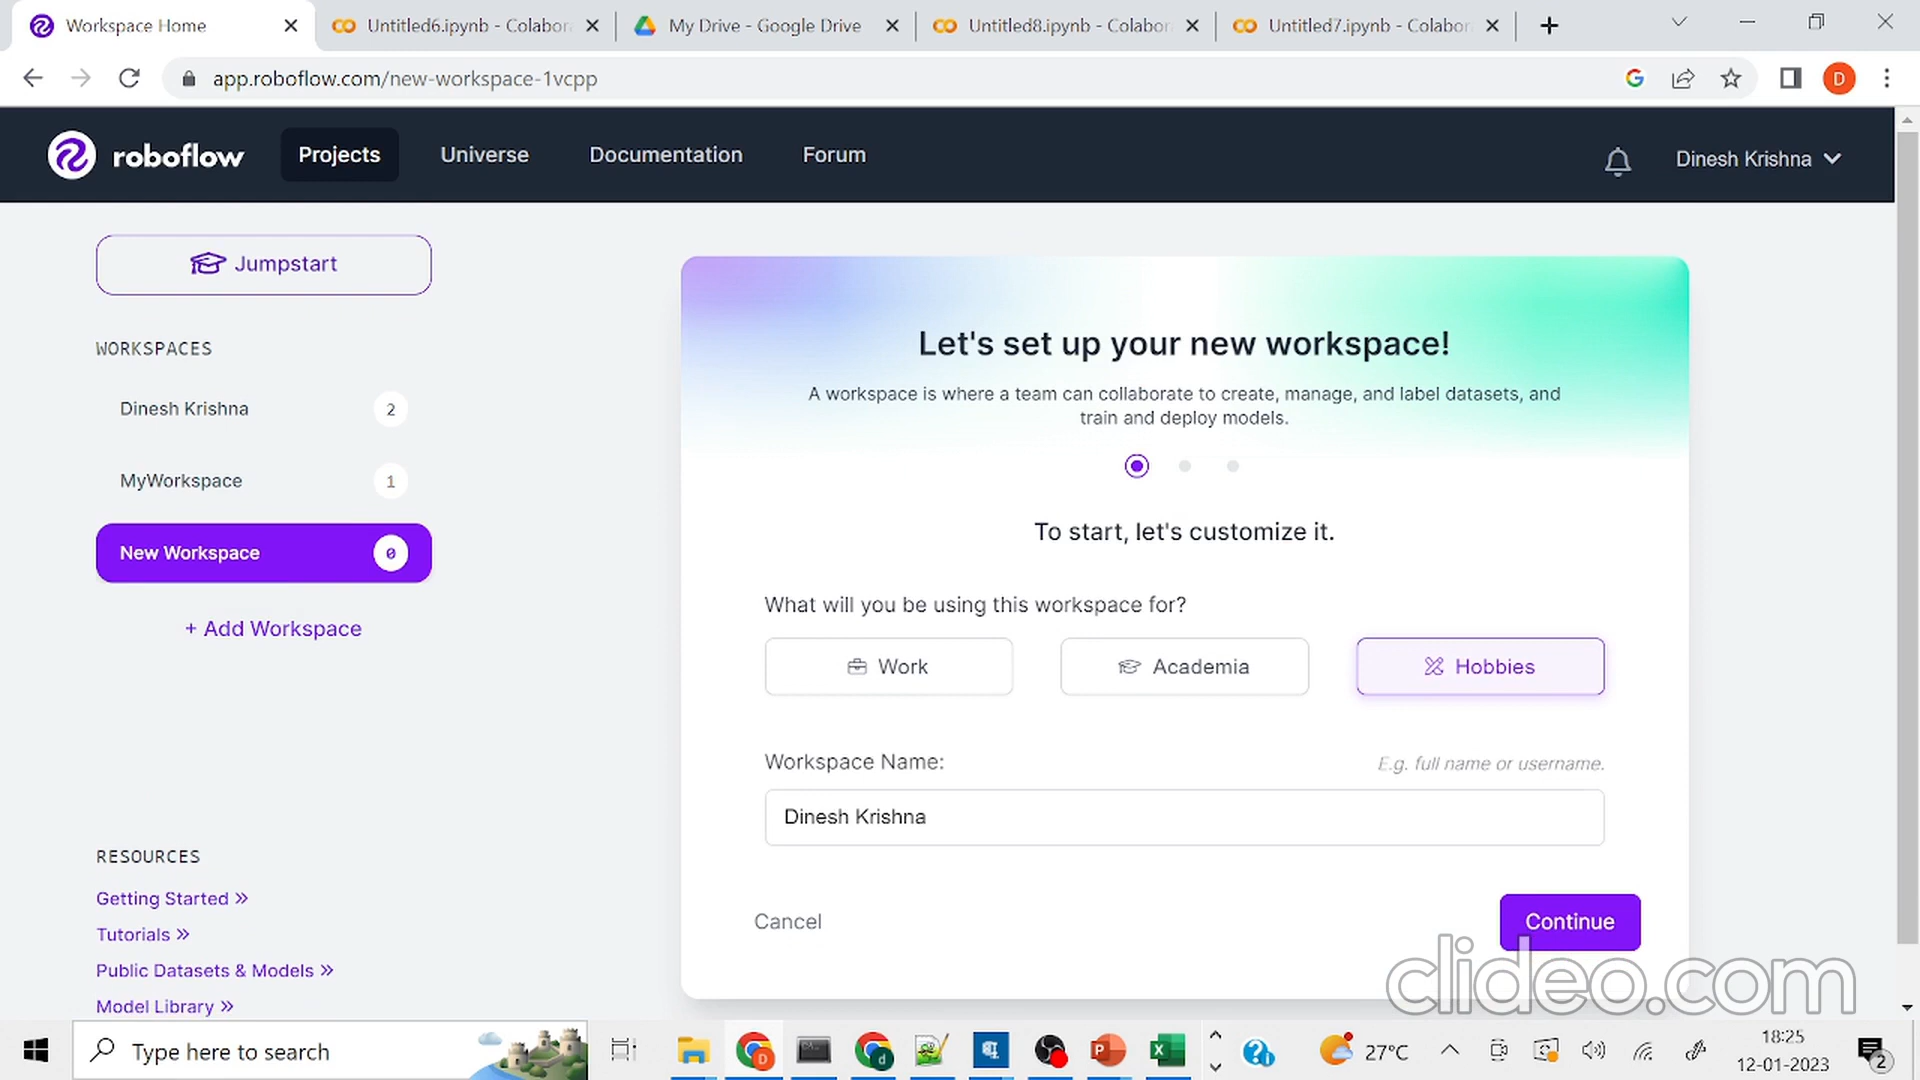 Workspace Home
Untitled6.ipynb - Colabor
My Drive - Google Drive
Untitled8.ipynb - Colabor
Untitled7.ipynb - Colabor
app.roboflow.com/new-workspace-1vcpp
D
roboflow
Projects
Universe
Documentation
Forum
Dinesh Krishna
Jumpstart
WORKSPACES
Dinesh Krishna 2
MyWorkspace 1
New Workspace 0
+ Add Workspace
RESOURCES
Getting Started »
Tutorials »
Public Datasets & Models »
Model Library »
Let's set up your new workspace!
A workspace is where a team can collaborate to create, manage, and label datasets, and
train and deploy models.
To start, let's customize it.
What will you be using this workspace for?
Work
Academia
Hobbies
Workspace Name:
E.g. full name or username.
Dinesh Krishna
Cancel
Continue
clideo.com
Type here to search
27°C
18:25
12-01-2023
2